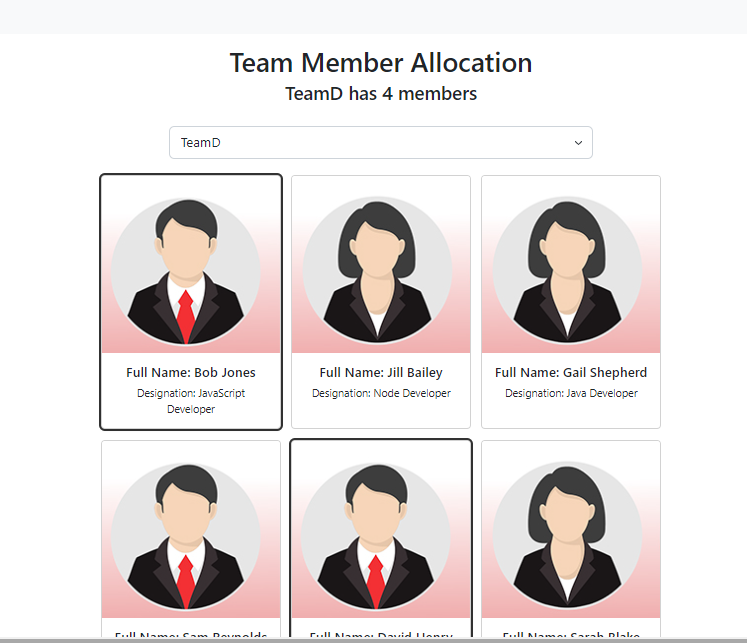 Team Member Allocation
TeamD has 4 members
TeamD
Full Name: Bob Jones
Designation: JavaScript
Developer
Full Name: Jill Bailey
Designation: Node Developer
Full Name: Gail Shepherd
Designation: Java Developer
Full Name: Sam Reynolds
Full Name: David Henry
Full Name: Sarah Blake